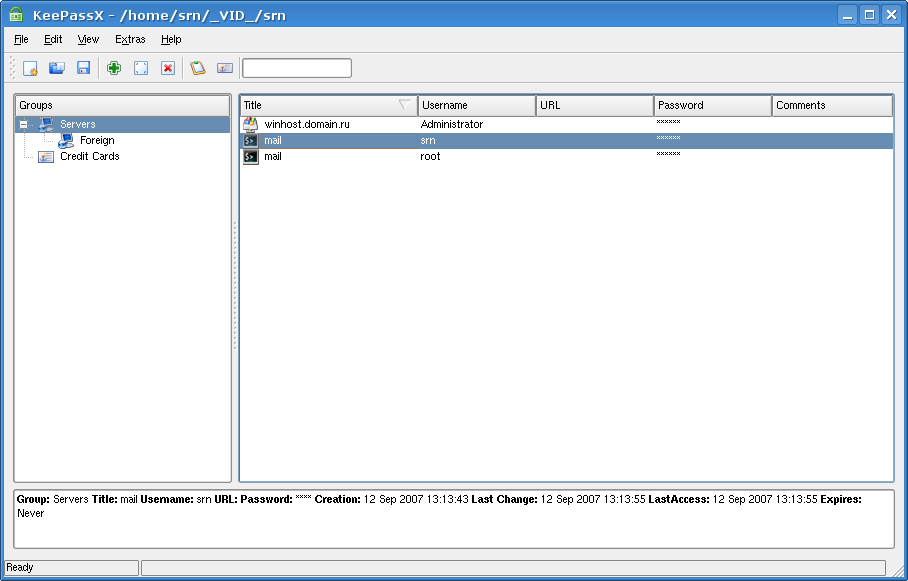 KeePassX - /home/srn/_VID_/srn
File Edit View Extras Help
Groups
Servers
Foreign
Credit Cards
Title Username URL Password Comments
winhost.domain.ru Administrator ******
mail srn ******
mail root ******
Group: Servers Title: mail Username: srn URL: Password: **** Creation: 12 Sep 2007 13:13:43 Last Change: 12 Sep 2007 13:13:55 LastAccess: 12 Sep 2007 13:13:55 Expires:
Never
Ready